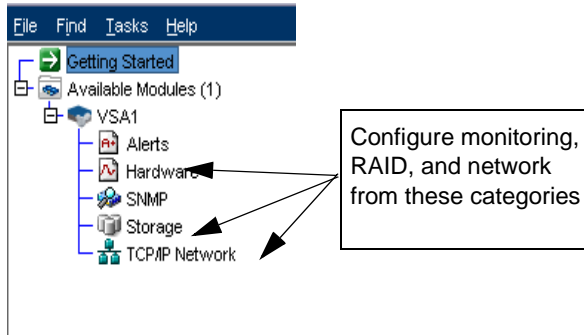 File Find Tasks Help
Getting Started
Available Modules (1)
VSA1
Alerts
Hardware
SNMP
Storage
TCP/IP Network
Configure monitoring,
RAID, and network
from these categories